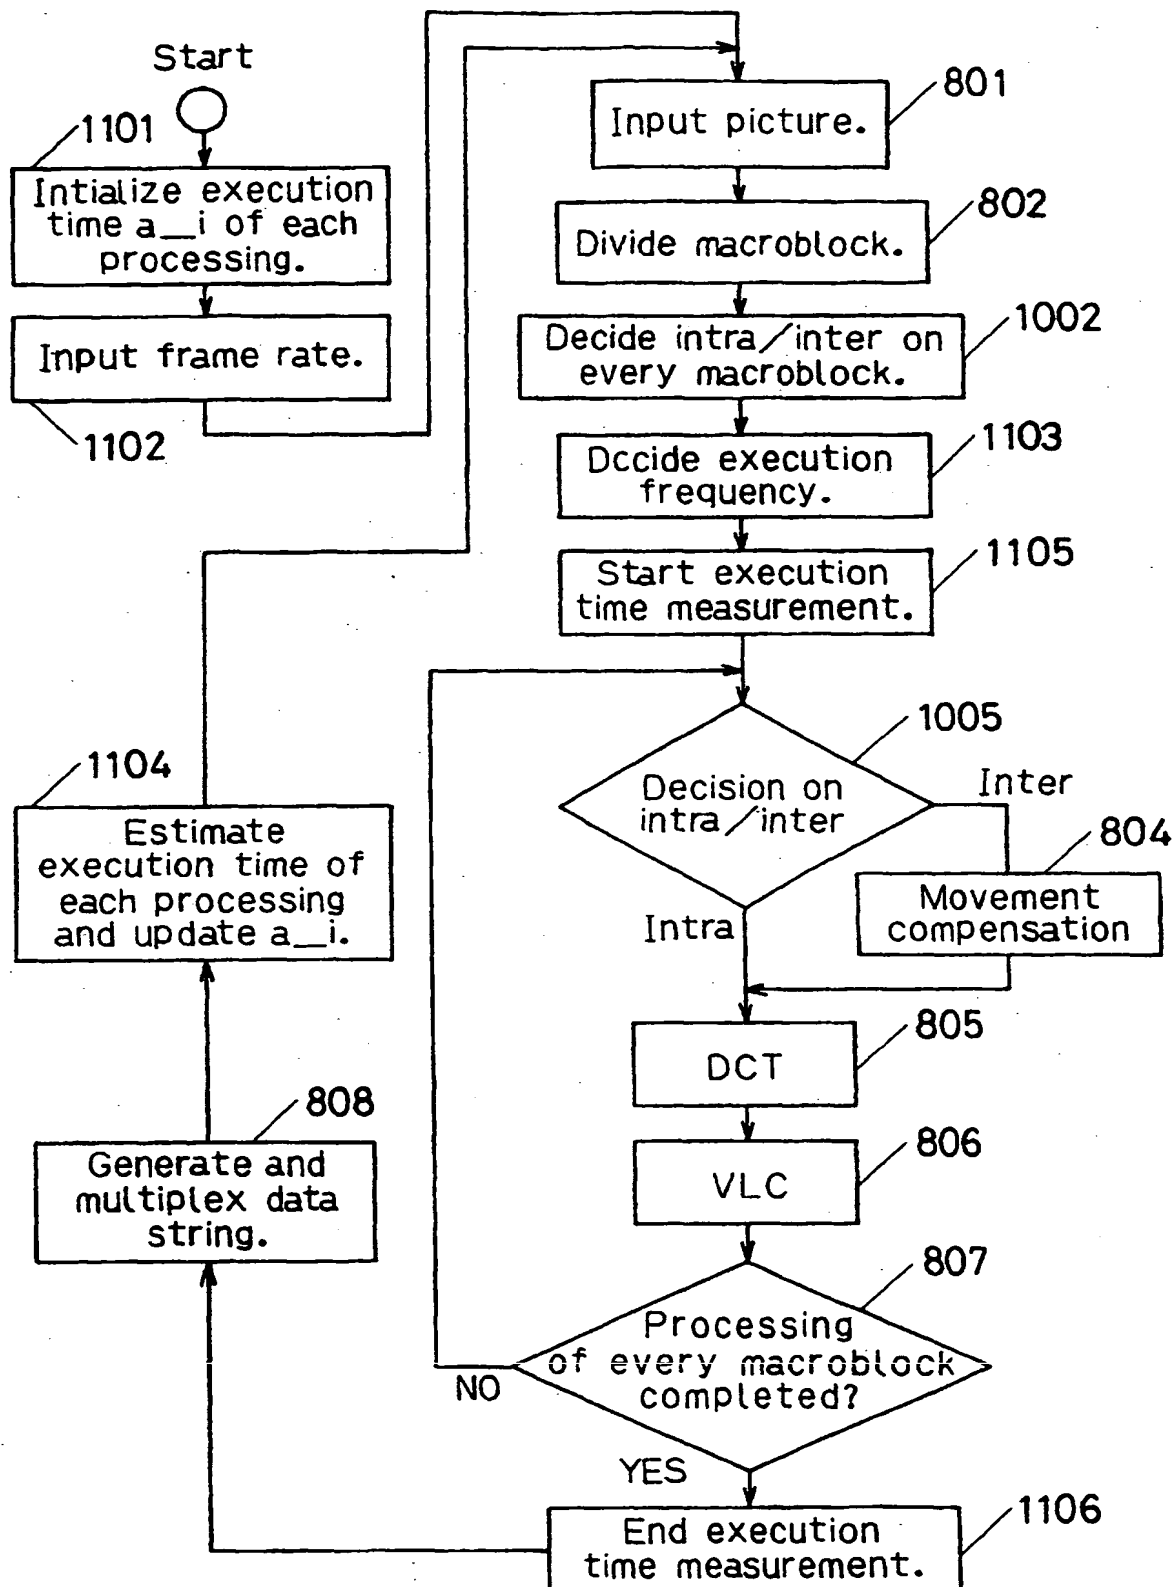 Start
1101
Intialize execution
time a__i of each
processing.
Input frame rate.
1102
801
Input picture.
802
Divide macroblock.
1002
Decide intra/inter on
every macroblock.
1103
Dccide execution
frequency.
1105
Start execution
time measurement.
1005
Decision on
intra/inter
Inter
804
Movement
compensation
Intra
805
DCT
806
VLC
807
Processing
of every macroblock
completed?
NO
YES
1106
End execution
time measurement.
808
Generate and
multiplex data
string.
1104
Estimate
execution time of
each processing
and update a__i.